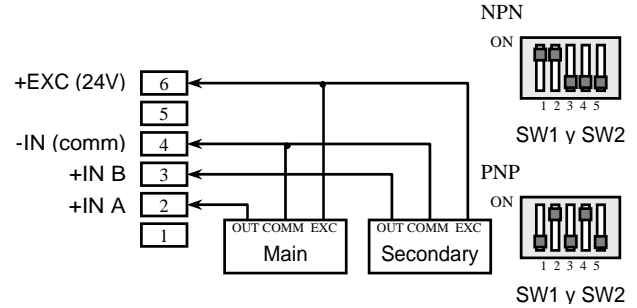 NPN
ON
1 2 3 4 5
SW1 y SW2
+EXC (24V) 6
5
-IN (comm) 4
+IN B 3
+IN A 2
1
OUT COMM EXC
Main
OUT COMM EXC
Secondary
PNP
ON
1 2 3 4 5
SW1 y SW2